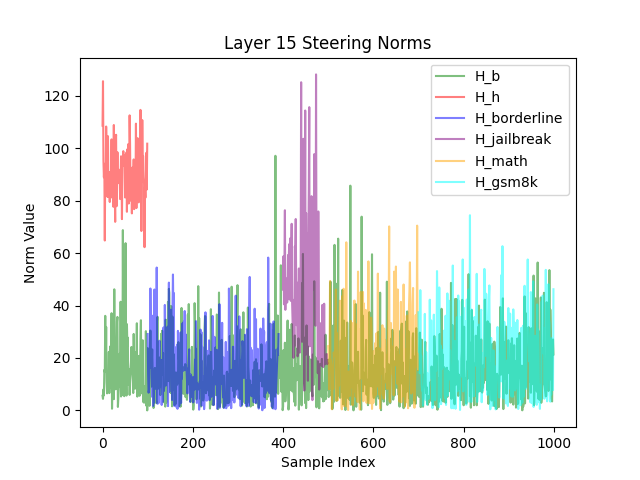 Layer 15 Steering Norms
H_b
H_h
H_borderline
H_jailbreak
H_math
H_gsm8k
Norm Value
120
100
80
60
40
20
0
0
200
400
600
800
1000
Sample Index